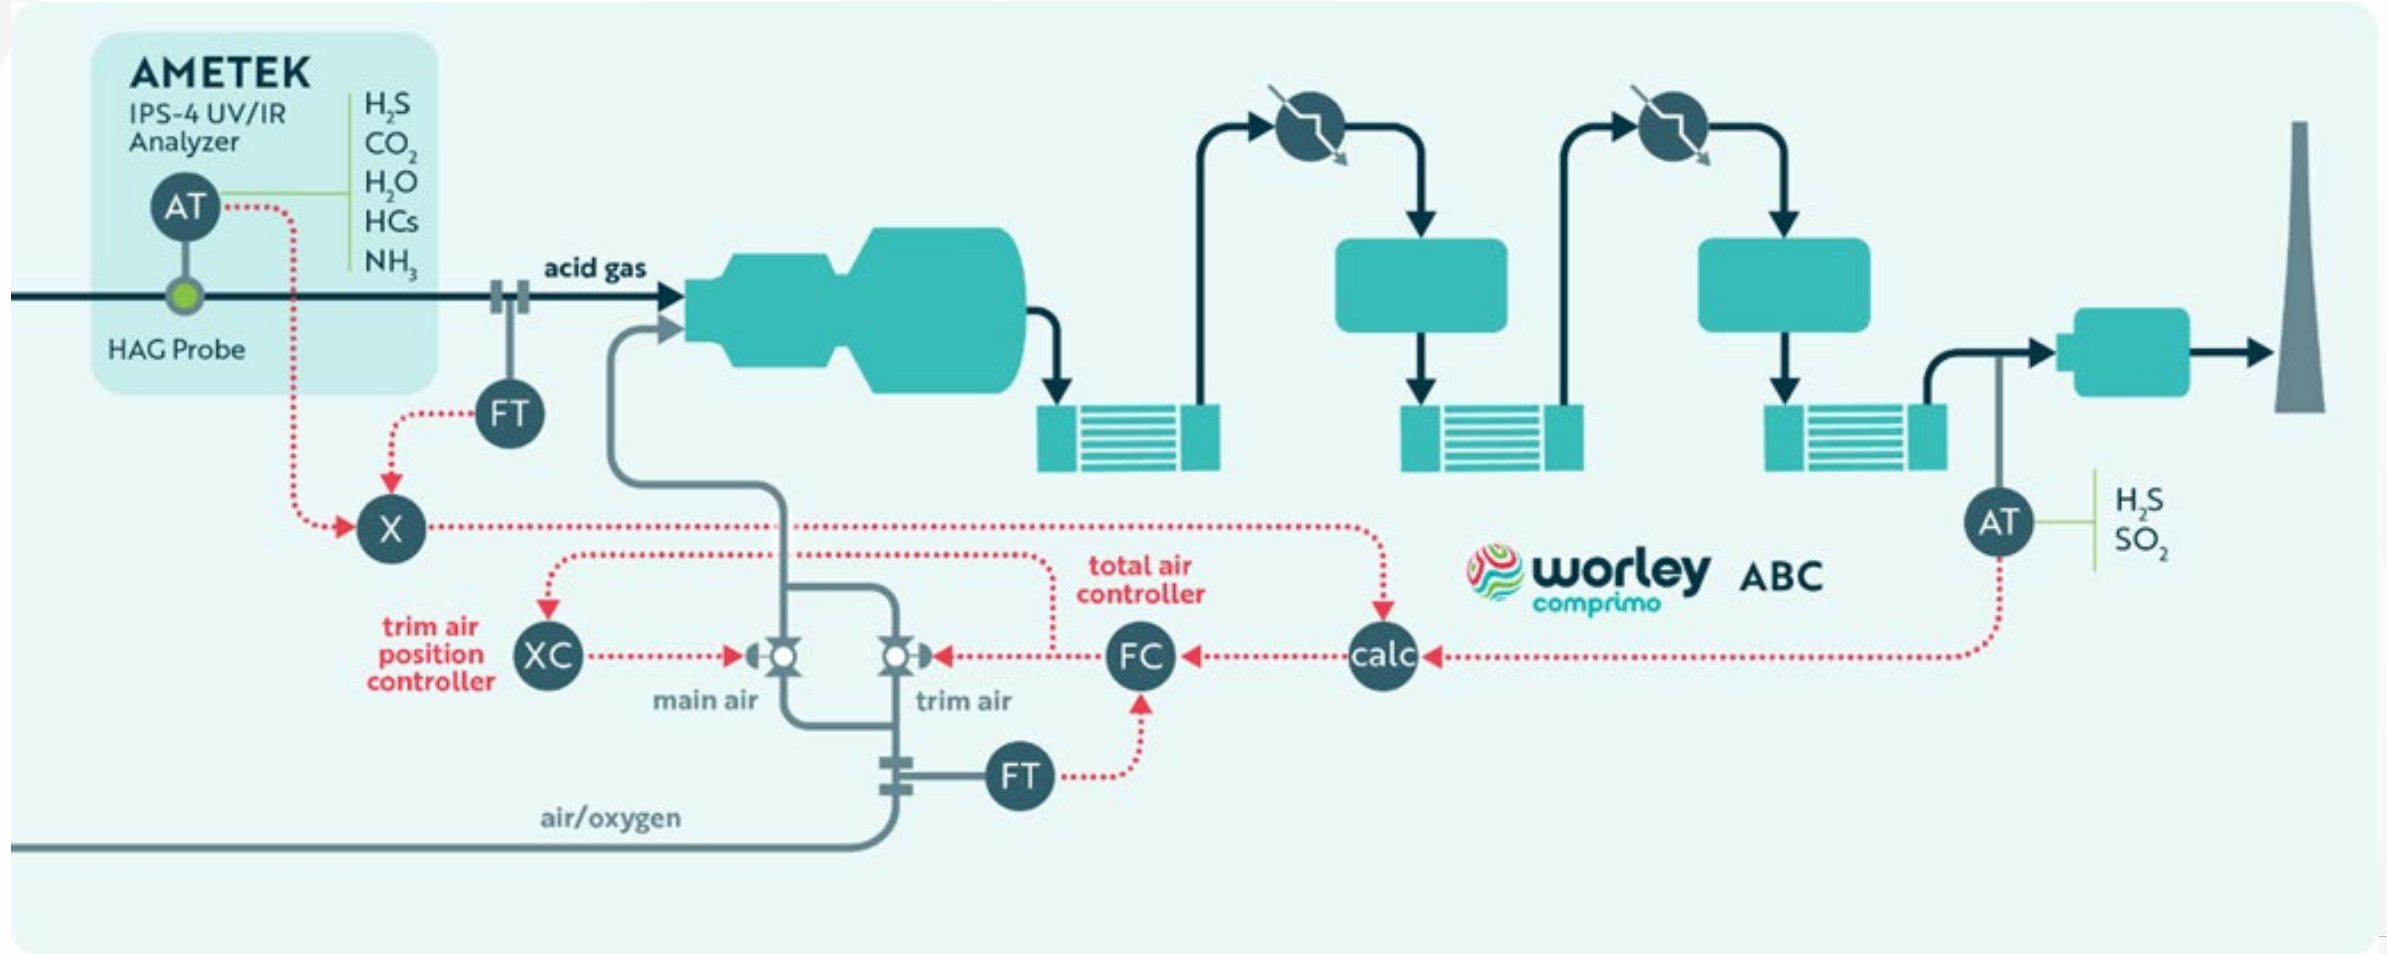 AMETEK
IPS-4 UV/IR
Analyzer
H₂S
CO₂
H₂O
HCs
NH₃
AT
HAG Probe
acid gas
FT
X
AT
H₂S
SO₂
total air
controller
worley
comprimo
ABC
trim air
position
controller
XC
FC
calc
main air
trim air
FT
air/oxygen